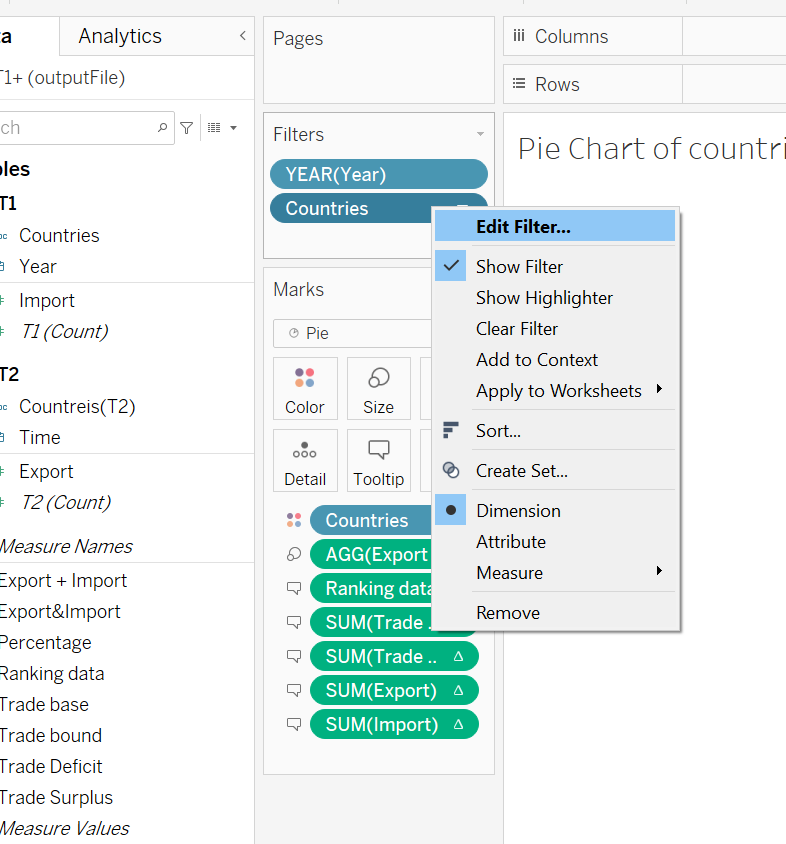 Analytics
Γ1+ (outputFile)
T1
Countries
Year
Import
T1 (Count)
T2
Countreis(T2)
Time
Export
T2 (Count)
Measure Names
Export + Import
Export&Import
Percentage
Ranking data
Trade base
Trade bound
Trade Deficit
Trade Surplus
Measure Values
Pages
Filters
YEAR(Year)
Countries
Marks
Pie
Color
Size
Detail
Tooltip
Countries
AGG(Export
Ranking data
SUM(Trade .
SUM(Trade ..
SUM(Export)
SUM(Import)
Edit Filter...
Show Filter
Show Highlighter
Clear Filter
Add to Context
Apply to Worksheets
Sort...
Create Set...
Dimension
Attribute
Measure
Remove
Columns
Rows
Pie Chart of countri